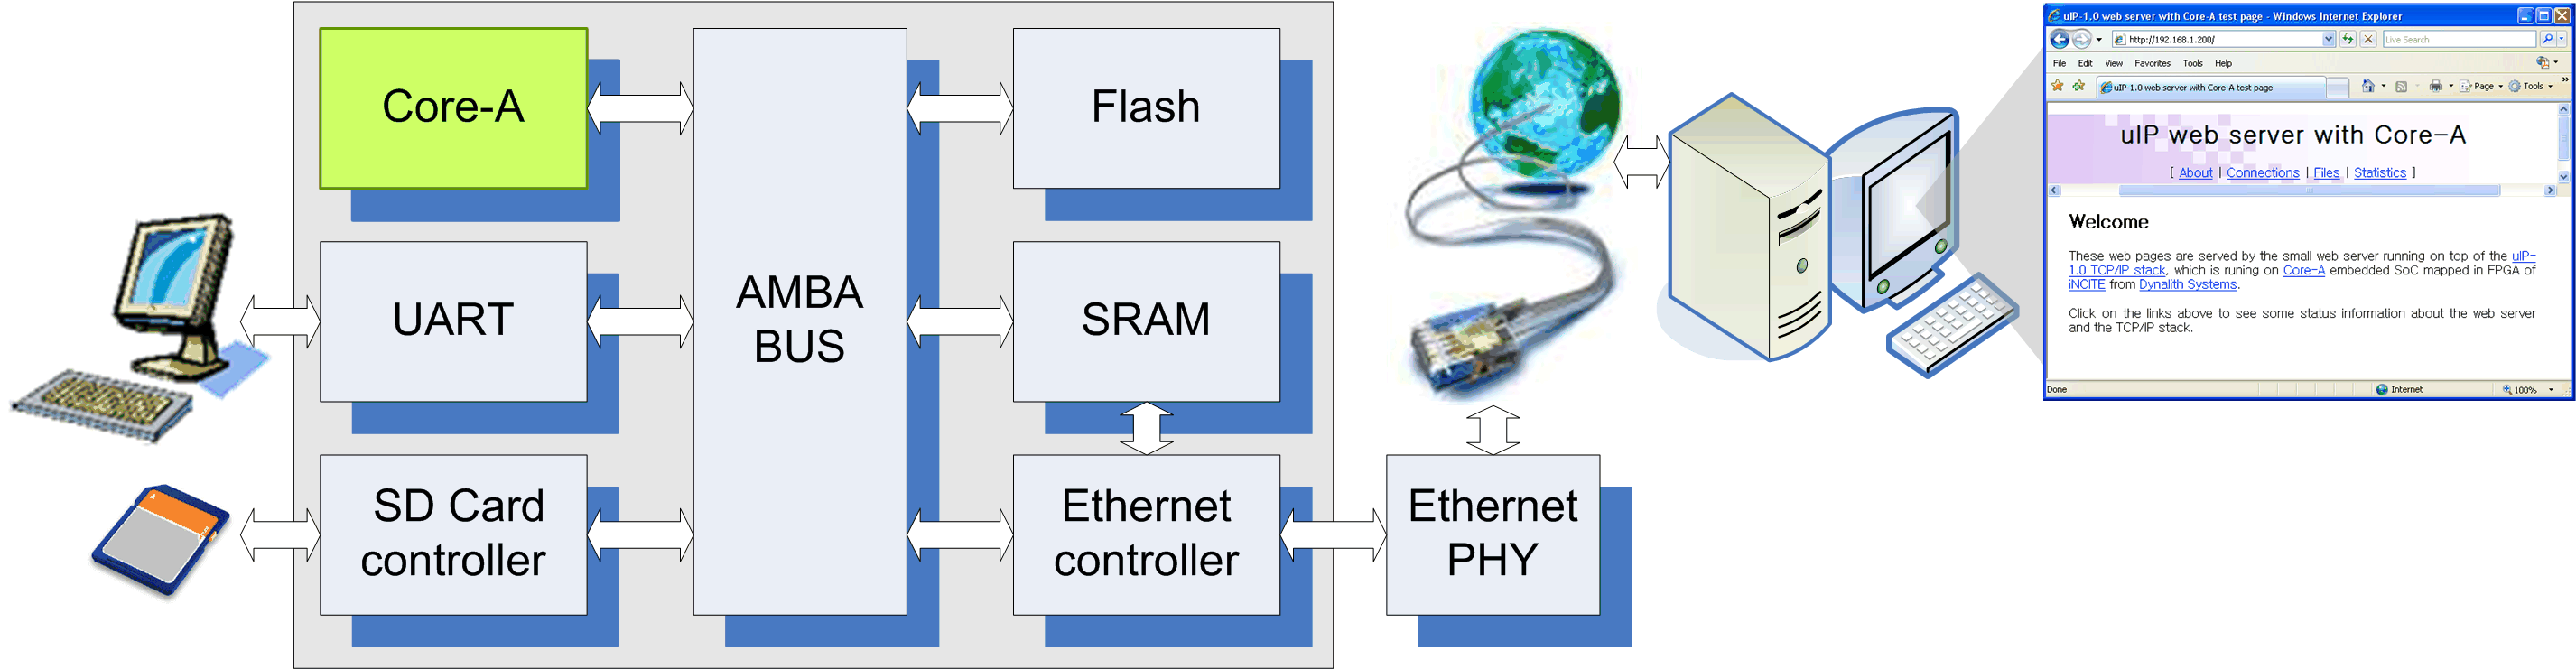 Core-A
UART
SD Card
controller
AMBA
BUS
Flash
SRAM
Ethernet
controller
Ethernet
PHY
uIP-1.0 web server with Core-A test page - Windows Internet Explorer
http://192.168.1.200/
Live Search
File Edit View Favorites Tools Help
uIP-1.0 web server with Core-A test page
Page Tools
uIP web server with Core-A
[ About | Connections | Files | Statistics ]
Welcome
These web pages are served by the small web server running on top of the uIP-
1.0 TCP/IP stack, which is runing on Core-A embedded SoC mapped in FPGA of
iNCITE from Dynalith Systems.
Click on the links above to see some status information about the web server
and the TCP/IP stack.
Done Internet 100%